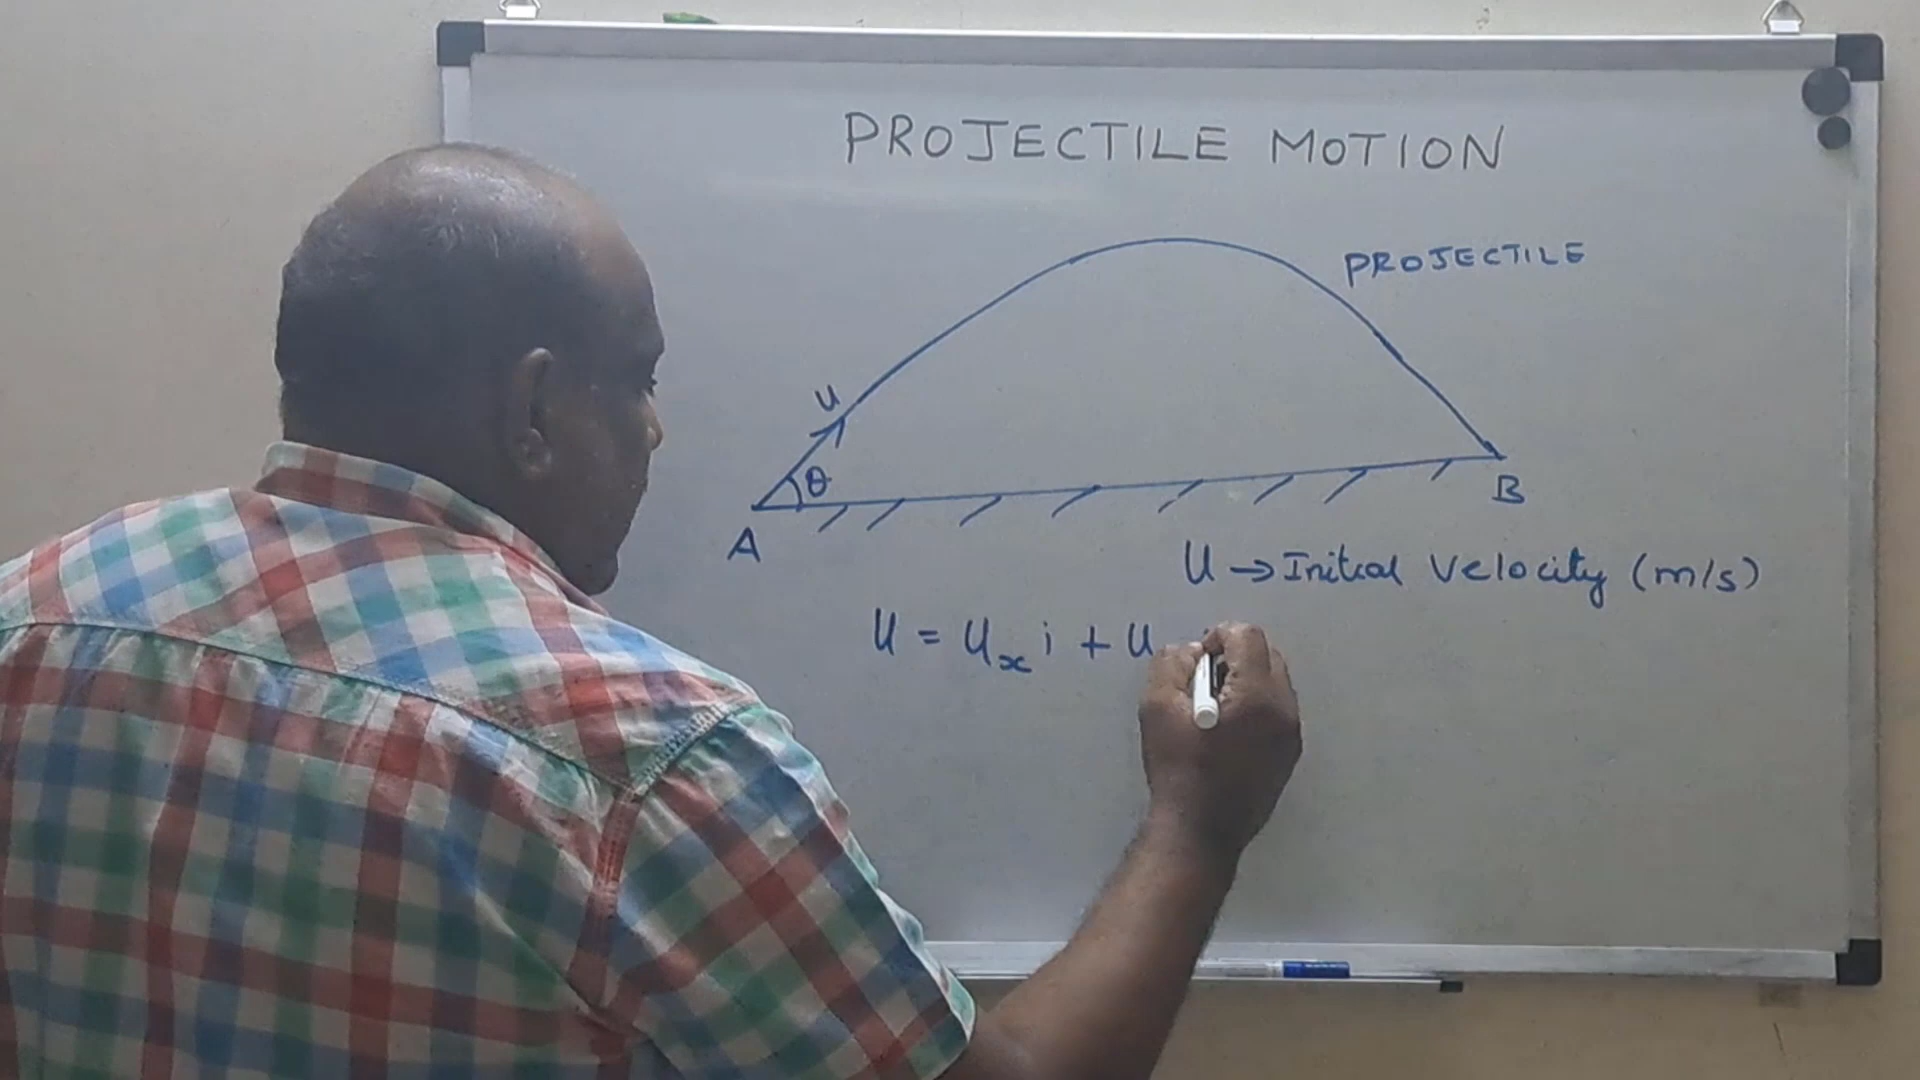 PROJECTILE MOTION
PROJECTILE
u
θ
A
B
U → Initial Velocity (m/s)
U = Uₓ i + U